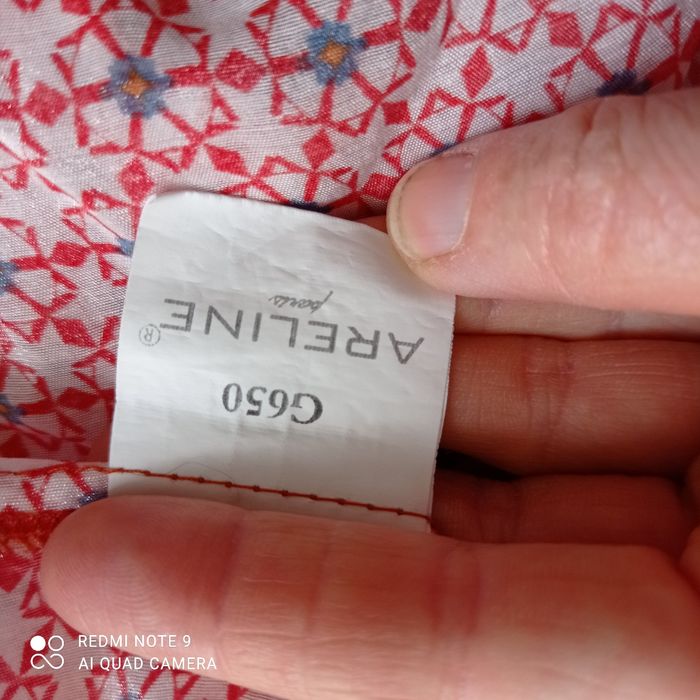 paris
ARELINE®
G650
REDMI NOTE 9
AI QUAD CAMERA